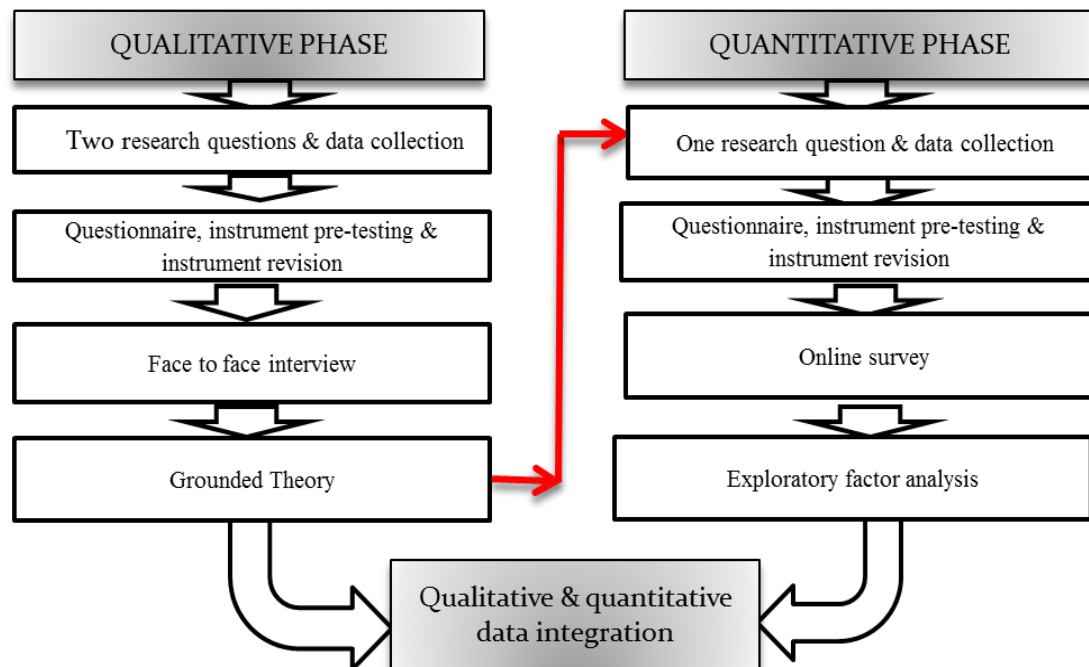 QUALITATIVE PHASE
Two research questions & data collection
Questionnaire, instrument pre-testing &
instrument revision
Face to face interview
Grounded Theory
QUANTITATIVE PHASE
One research question & data collection
Questionnaire, instrument pre-testing &
instrument revision
Online survey
Exploratory factor analysis
Qualitative & quantitative
data integration